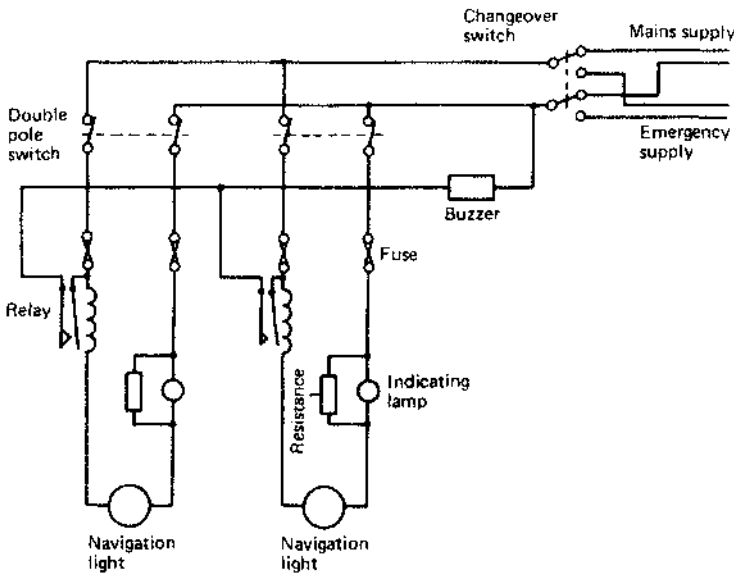 Changeover
switch
Mains supply
Double
pole
switch
Emergency
supply
Buzzer
Fuse
Relay
Resistance
Indicating
lamp
Navigation
light
Navigation
light